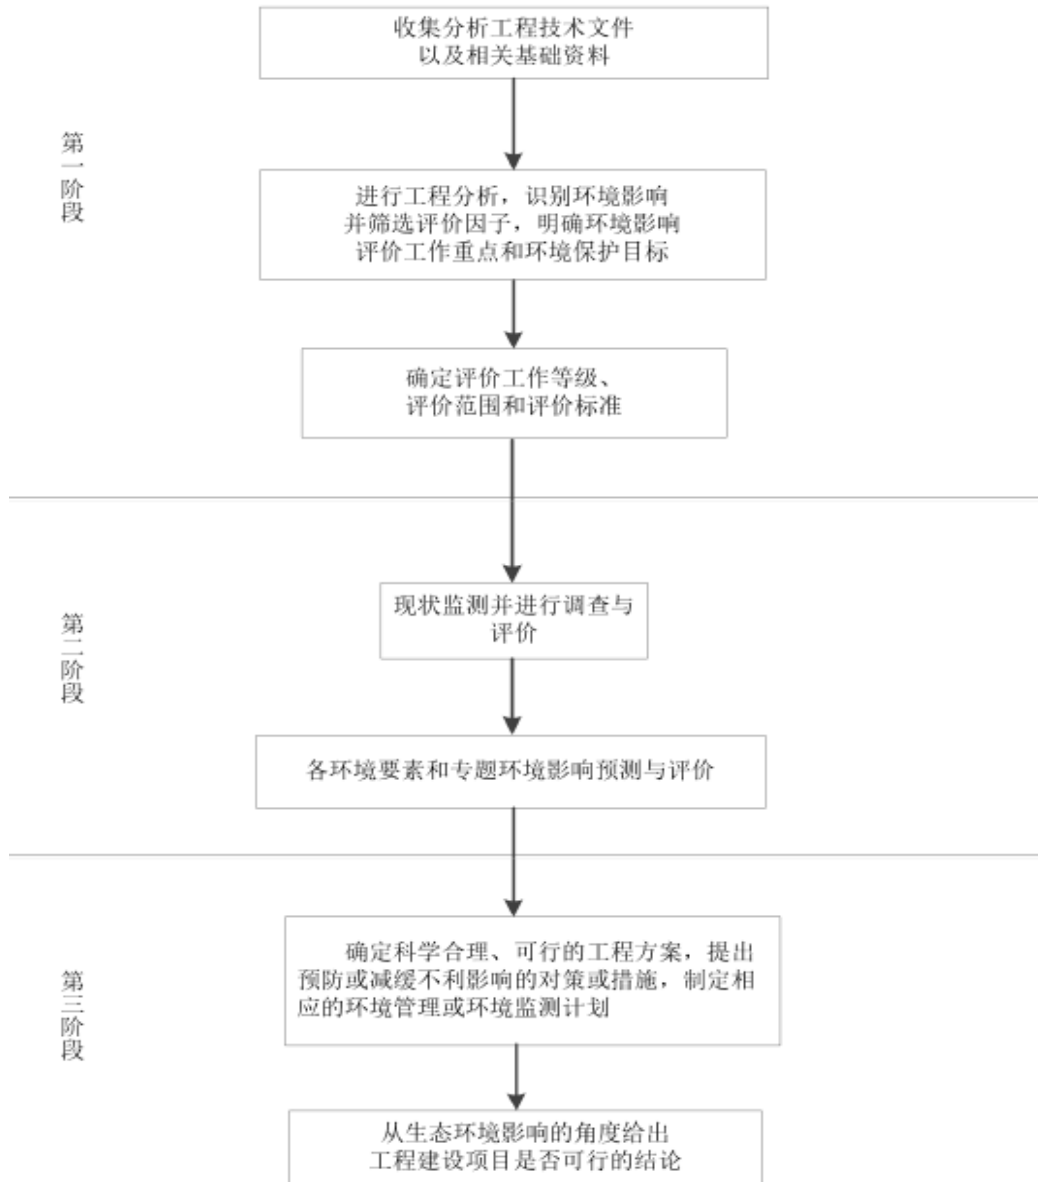 收集分析工程技术文件
以及相关基础资料
第一阶段
进行工程分析，识别环境影响
并筛选评价因子，明确环境影响
评价工作重点和环境保护目标
确定评价工作等级、
评价范围和评价标准
现状监测并进行调查与
评价
第二阶段
各环境要素和专题环境影响预测与评价
确定科学合理、可行的工程方案，提出
预防或减缓不利影响的对策或措施，制定相
应的环境管理或环境监测计划
第三阶段
从生态环境影响的角度给出
工程建设项目是否可行的结论